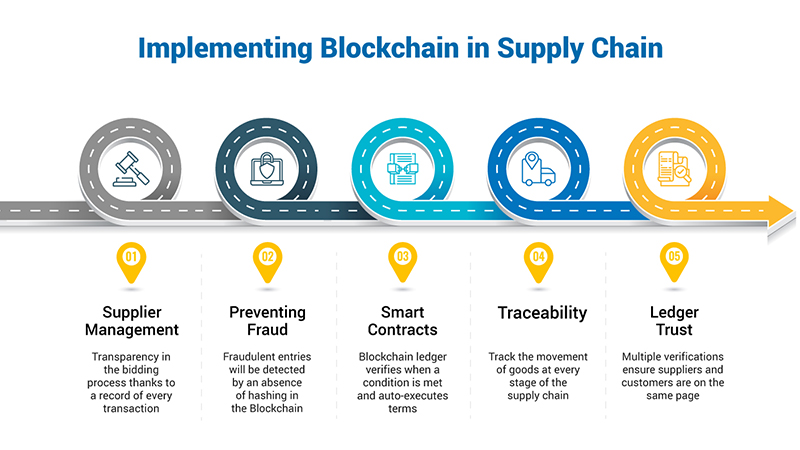 Implementing Blockchain in Supply Chain
01
Supplier
Management
Transparency in
the bidding
process thanks to
a record of every
transaction
02
Preventing
Fraud
Fraudulent entries
will be detected
by an absence
of hashing in
the Blockchain
03
Smart
Contracts
Blockchain ledger
verifies when a
condition is met
and auto-executes
terms
04
Traceability
Track the movement
of goods at every
stage of the
supply chain
05
Ledger
Trust
Multiple verifications
ensure suppliers and
customers are on the
same page